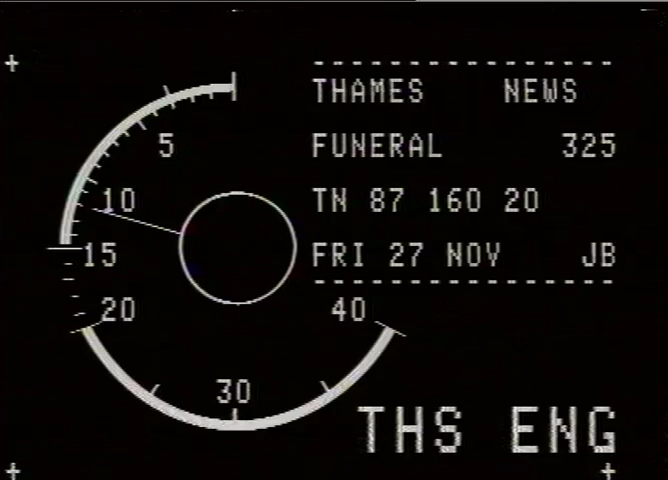 THAMES NEWS
FUNERAL 325
TN 87 160 20
FRI 27 NOV JB
5
10
15
20
30
40
THS ENG